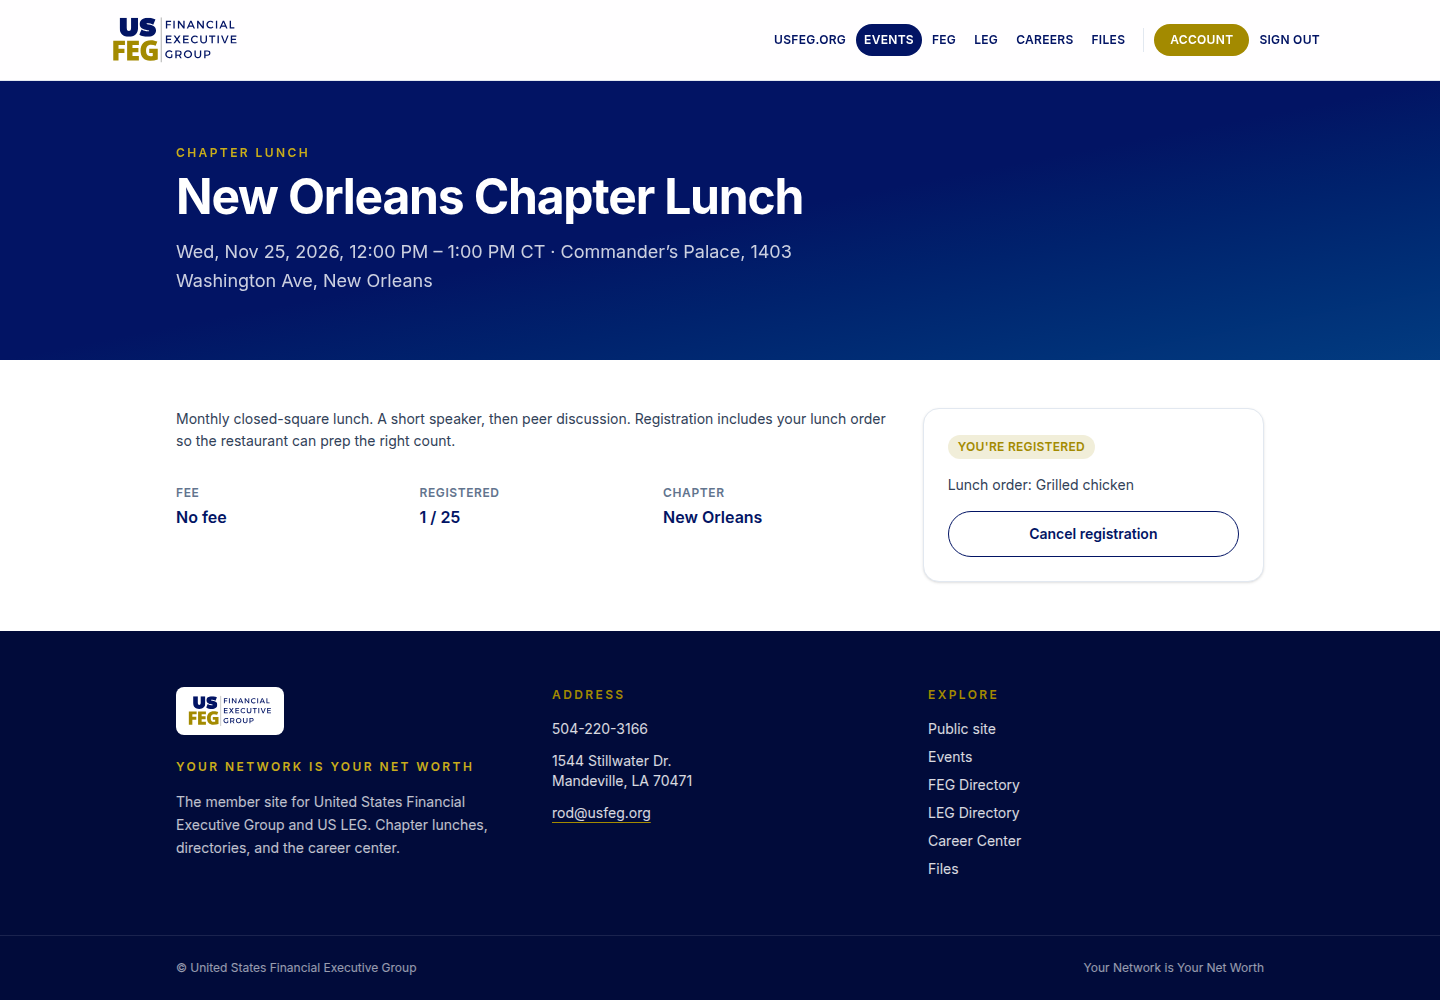 US FEG FINANCIAL EXECUTIVE GROUP
USFEG.ORG EVENTS FEG LEG CAREERS FILES ACCOUNT SIGN OUT
CHAPTER LUNCH
New Orleans Chapter Lunch
Wed, Nov 25, 2026, 12:00 PM – 1:00 PM CT · Commander’s Palace, 1403
Washington Ave, New Orleans
Monthly closed-square lunch. A short speaker, then peer discussion. Registration includes your lunch order
so the restaurant can prep the right count.
FEE
No fee
REGISTERED
1 / 25
CHAPTER
New Orleans
YOU'RE REGISTERED
Lunch order: Grilled chicken
Cancel registration
US FEG FINANCIAL EXECUTIVE GROUP
YOUR NETWORK IS YOUR NET WORTH
The member site for United States Financial
Executive Group and US LEG. Chapter lunches,
directories, and the career center.
ADDRESS
504-220-3166
1544 Stillwater Dr.
Mandeville, LA 70471
rod@usfeg.org
EXPLORE
Public site
Events
FEG Directory
LEG Directory
Career Center
Files
© United States Financial Executive Group
Your Network is Your Net Worth